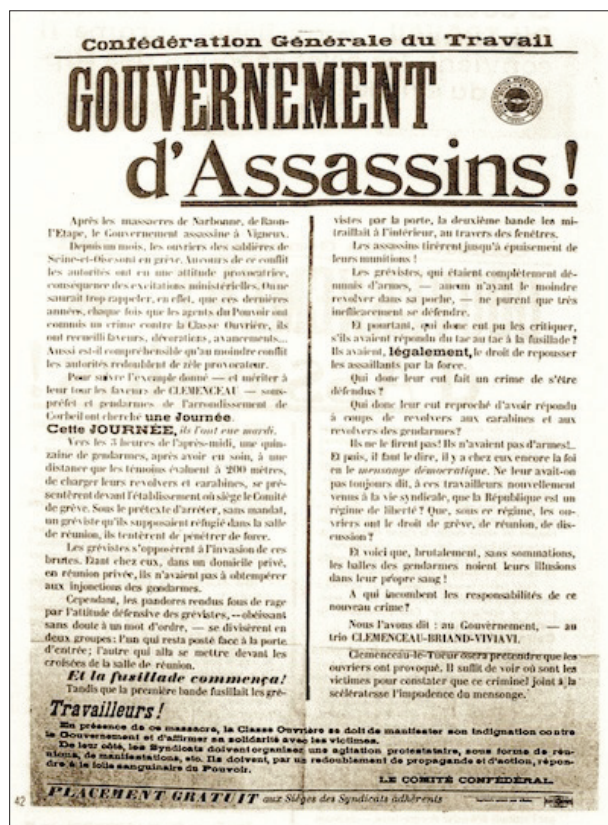 Confédération Générale du Travail
GOUVERNEMENT
d'Assassins !
Après les massacres de Narbonne, de Raon-
l'Etape, le Gouvernement assassine à Vigneux.
Depuis un mois, les ouvriers des sablières de
Seine-et-Oise sont en grève. Au cours de ce conflit
les autorités ont eu une attitude provocatrice,
conséquence des excitations ministérielles. On ne
saurait trop rappeler, en effet, que ces dernières
années, chaque fois que les agents du Pouvoir ont
commis un crime contre la Classe Ouvrière, ils
ont recueilli faveurs, décorations, avancements...
Aussi est-il compréhensible qu'au moindre conflit
les autorités redoublent de zèle provocateur.
Pour suivre l'exemple donné — et mériter à
leur tour les faveurs de CLEMENCEAU — sous-
préfet et gendarmes de l'arrondissement de
Corbeil ont cherché une Journée.
Cette JOURNÉE, ils l'ont eue mardi.
Vers les 3 heures de l'après-midi, une quin-
zaine de gendarmes, après avoir eu soin, à une
distance que les témoins évaluent à 200 mètres,
de charger leurs revolvers et carabines, se pré-
sentèrent devant l'établissement où siège le Comité
de grève. Sous le prétexte d'arrêter, sans mandat,
un gréviste qu'ils supposaient réfugié dans la salle
de réunion, ils tentèrent de pénétrer de force.
Les grévistes s'opposèrent à l'invasion de ces
brutes. Etant chez eux, dans un domicile privé,
en réunion privée, ils n'avaient pas à obtempérer
aux injonctions des gendarmes.
Cependant, les pandores rendus fous de rage
par l'attitude défensive des grévistes, -- obéissant
sans doute à un mot d'ordre, — se divisèrent en
deux groupes: l'un qui resta posté face à la porte
d'entrée; l'autre qui alla se mettre devant les
croisées de la salle de réunion.
Et la fusillade commença!
Tandis que la première bande fusillait les gré-
vistes par la porte, la deuxième bande les mi-
traillait à l'intérieur, au travers des fenêtres.
Les assassins tirèrent jusqu'à épuisement de
leurs munitions !
Les grévistes, qui étaient complètement dé-
munis d'armes, — aucun n'ayant le moindre
revolver dans sa poche, — ne purent que très
inefficacement se défendre.
Et pourtant, qui donc eut pu les critiquer,
s'ils avaient répondu du tac au tac à la fusillade ?
Ils avaient, légalement, le droit de repousser
les assaillants par la force.
Qui donc leur eut fait un crime de s'être
défendus ?
Qui donc leur eut reproché d'avoir répondu
à coups de revolvers aux carabines et aux
revolvers des gendarmes?
Ils ne le firent pas! Ils n'avaient pas d'armes!..
Et puis, il faut le dire, il y a chez eux encore la foi
en le mensonge démocratique. Ne leur avait-on
pas toujours dit, à ces travailleurs nouvellement
venus à la vie syndicale, que la République est un
régime de liberté ? Que, sous ce régime, les ou-
vriers ont le droit de grève, de réunion, de dis-
cussion ?
Et voici que, brutalement, sans sommations,
les balles des gendarmes noient leurs illusions
dans leur propre sang !
A qui incombent les responsabilités de ce
nouveau crime ?
Nous l'avons dit : au Gouvernement, — au
trio CLEMENCEAU-BRIAND-VIVIAVI.
Clemenceau-le-Tueur osera prétendre que les
ouvriers ont provoqué. Il suffit de voir où sont les
victimes pour constater que ce criminel joint à la
scélératesse l'impudence du mensonge.
Travailleurs !
En présence de ce massacre, la Classe Ouvrière se doit de manifester son indignation contre
le Gouvernement et d'affirmer sa solidarité avec les victimes.
De leur côté, les Syndicats doivent organiser une agitation protestataire, sous forme de réu-
nions, de manifestations, etc. Ils doivent, par un redoublement de propagande et d'action, répon-
dre à la folie sanguinaire du Pouvoir.
LE COMITÉ CONFÉDÉRAL
42
PLACEMENT GRATUIT aux Sièges des Syndicats adhérents